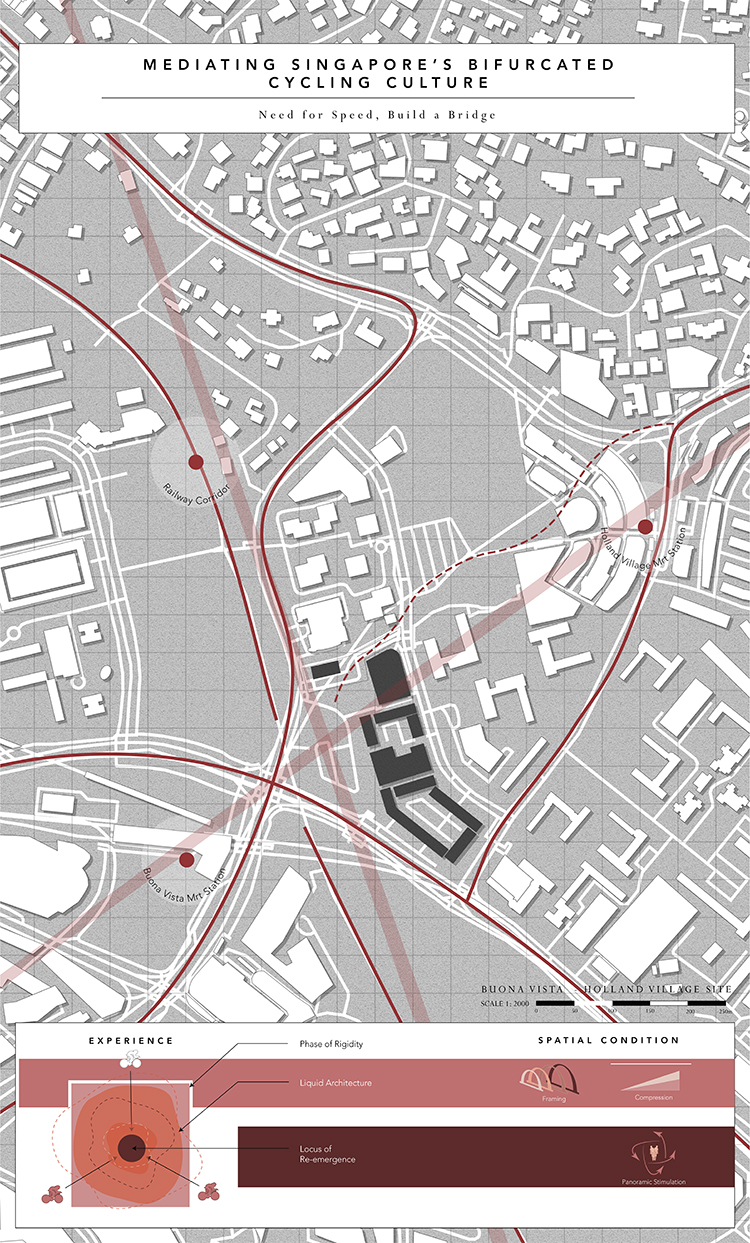 MEDIATING SINGAPORE'S BIFURCATED
CYCLING CULTURE
Need for Speed, Build a Bridge
Railway Corridor
Holland Village Mrt Station
Buona Vista Mrt Station
BUONA VISTA - HOLLAND VILLAGE SITE
SCALE 1: 2000
0 50 100 150 200 250m
EXPERIENCE
SPATIAL CONDITION
Phase of Rigidity
Liquid Architecture
Framing
Compression
Locus of
Re-emergence
Panoramic Stimulation